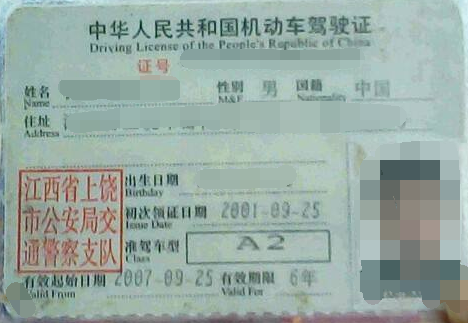 中华人民共和国机动车驾驶证
Driving License of the People's Republic of China
证号
姓名
Name
性别 男
M&F
国籍 中国
Nationality
住址
Address
江西省上饶
市公安局交
通警察支队
出生日期
Birthday
初次领证日期 2001-09-25
Issue Date
准驾车型 A2
Class
有效起始日期 2007-09-25 有效期限 6年
Valid From Valid For